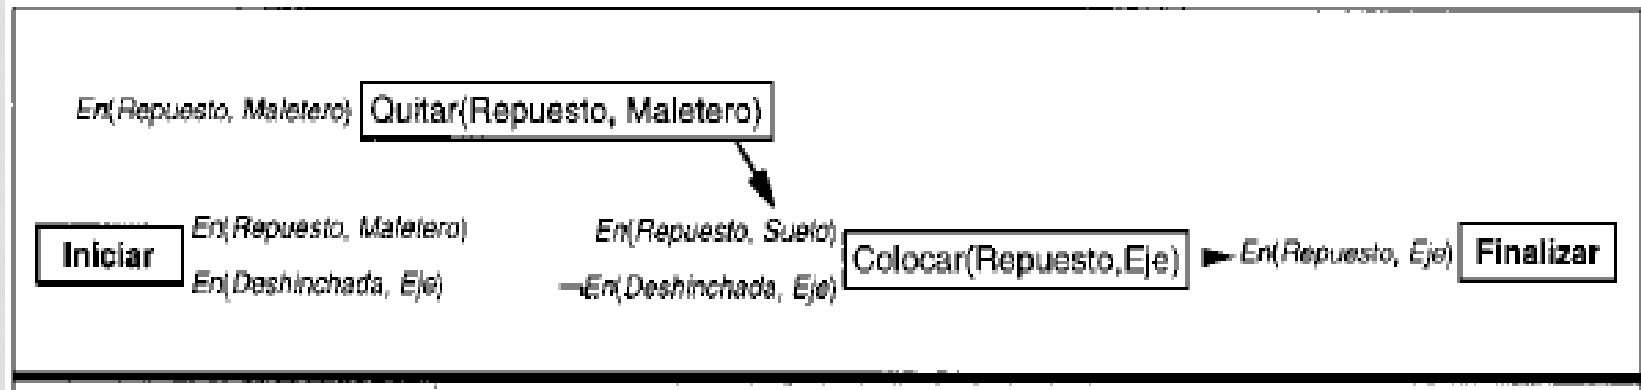 En(Repuesto, Maletero) Quitar(Repuesto, Maletero)
Iniciar
En(Repuesto, Maletero)
En(Deshinchada, Eje)
En(Repuesto, Suelo)
¬En(Deshinchada, Eje)
Colocar(Repuesto,Eje)
En(Repuesto, Eje) Finalizar